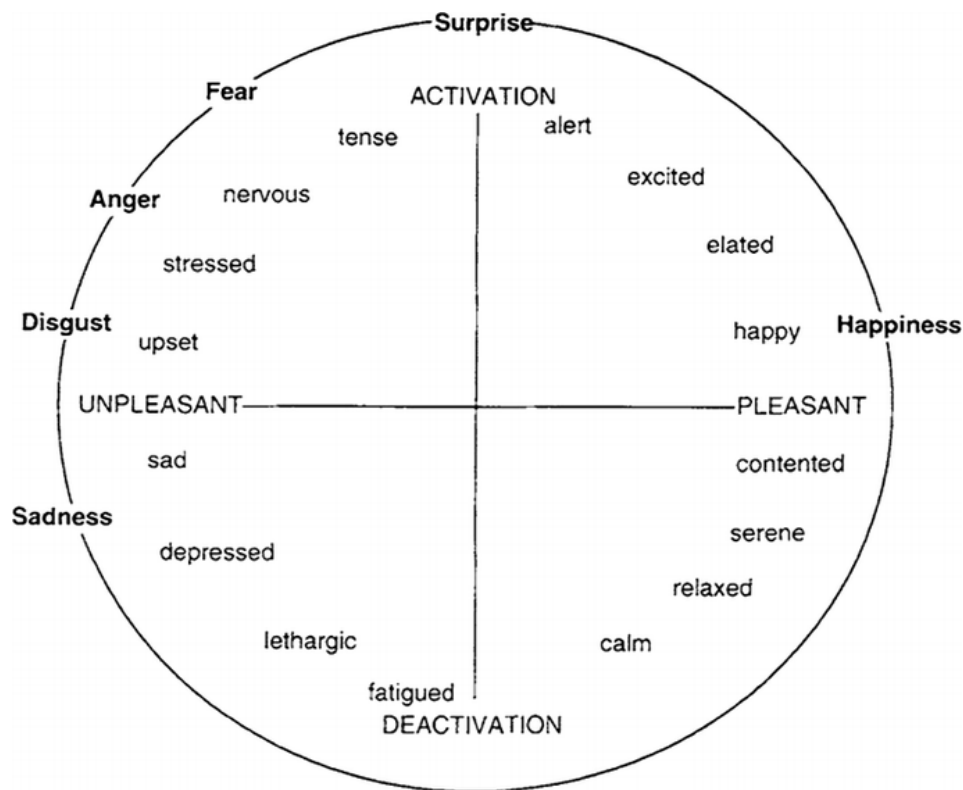 Surprise
Fear
ACTIVATION
tense
alert
nervous
excited
Anger
stressed
elated
Disgust
upset
happy
Happiness
UNPLEASANT
PLEASANT
sad
contented
Sadness
depressed
serene
relaxed
lethargic
calm
fatigued
DEACTIVATION